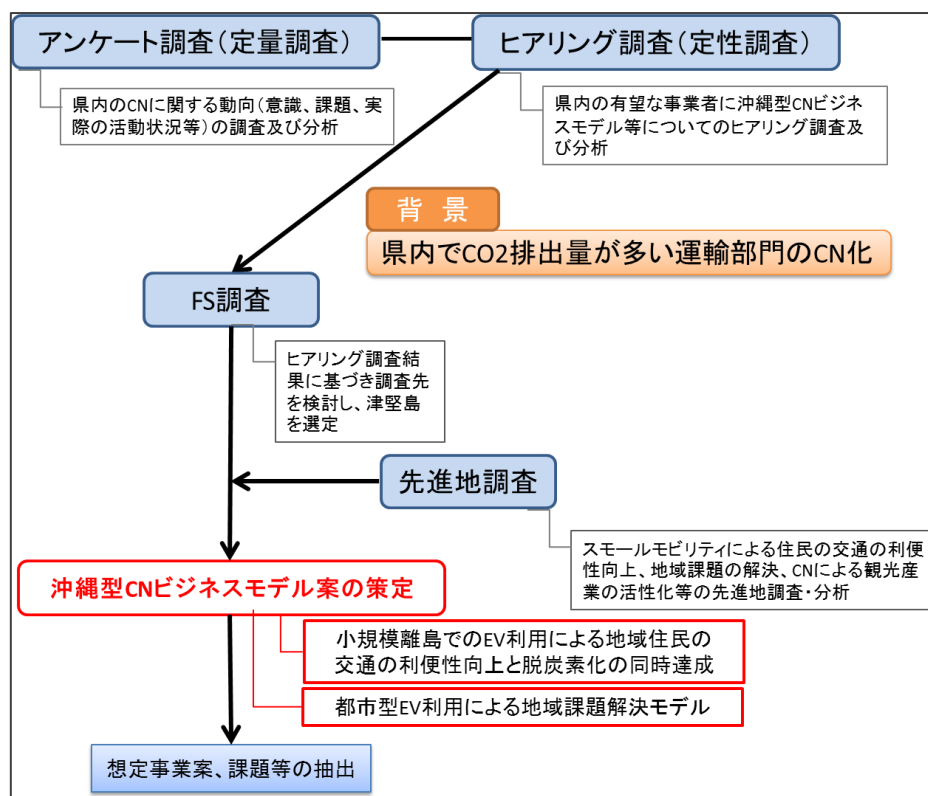 アンケート調査(定量調査)
ヒアリング調査(定性調査)
県内のCNに関する動向(意識、課題、実
際の活動状況等)の調査及び分析
県内の有望な事業者に沖縄型CNビジネ
スモデル等についてのヒアリング調査及
び分析
背 景
県内でCO2排出量が多い運輸部門のCN化
FS調査
ヒアリング調査結
果に基づき調査先
を検討し、津堅島
を選定
先進地調査
スモールモビリティによる住民の交通の利便
性向上、地域課題の解決、CNによる観光産
業の活性化等の先進地調査・分析
沖縄型CNビジネスモデル案の策定
小規模離島でのEV利用による地域住民の
交通の利便性向上と脱炭素化の同時達成
都市型EV利用による地域課題解決モデル
想定事業案、課題等の抽出